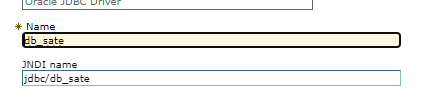 Oracle JDBC Driver
* Name
db_sate
JNDI name
jdbc/db_sate